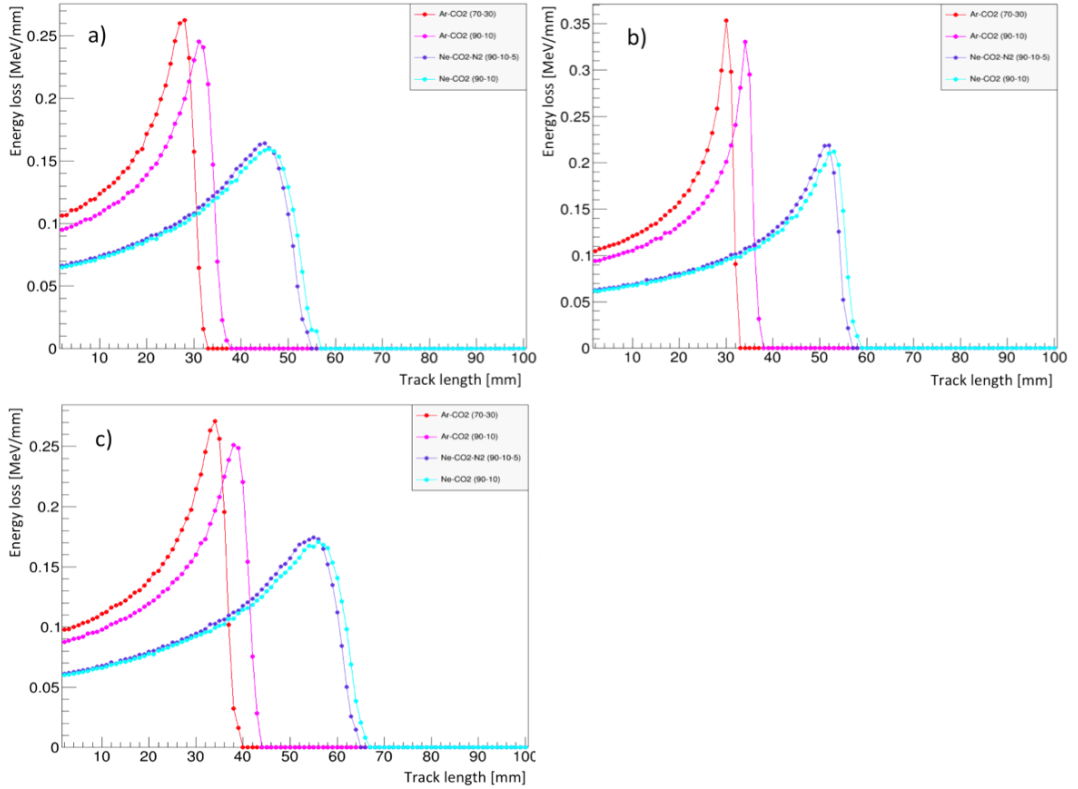 a)
Energy loss [MeV/mm]
0.25
0.2
0.15
0.1
0.05
0
10 20 30 40 50 60 70 80 90 100
Track length [mm]
Ar-CO2 (70-30)
Ar-CO2 (90-10)
Ne-CO2-N2 (90-10-5)
Ne-CO2 (90-10)
b)
Energy loss [MeV/mm]
0.35
0.3
0.25
0.2
0.15
0.1
0.05
0
10 20 30 40 50 60 70 80 90 100
Track length [mm]
Ar-CO2 (70-30)
Ar-CO2 (90-10)
Ne-CO2-N2 (90-10-5)
Ne-CO2 (90-10)
c)
Energy loss [MeV/mm]
0.25
0.2
0.15
0.1
0.05
0
10 20 30 40 50 60 70 80 90 100
Track length [mm]
Ar-CO2 (70-30)
Ar-CO2 (90-10)
Ne-CO2-N2 (90-10-5)
Ne-CO2 (90-10)